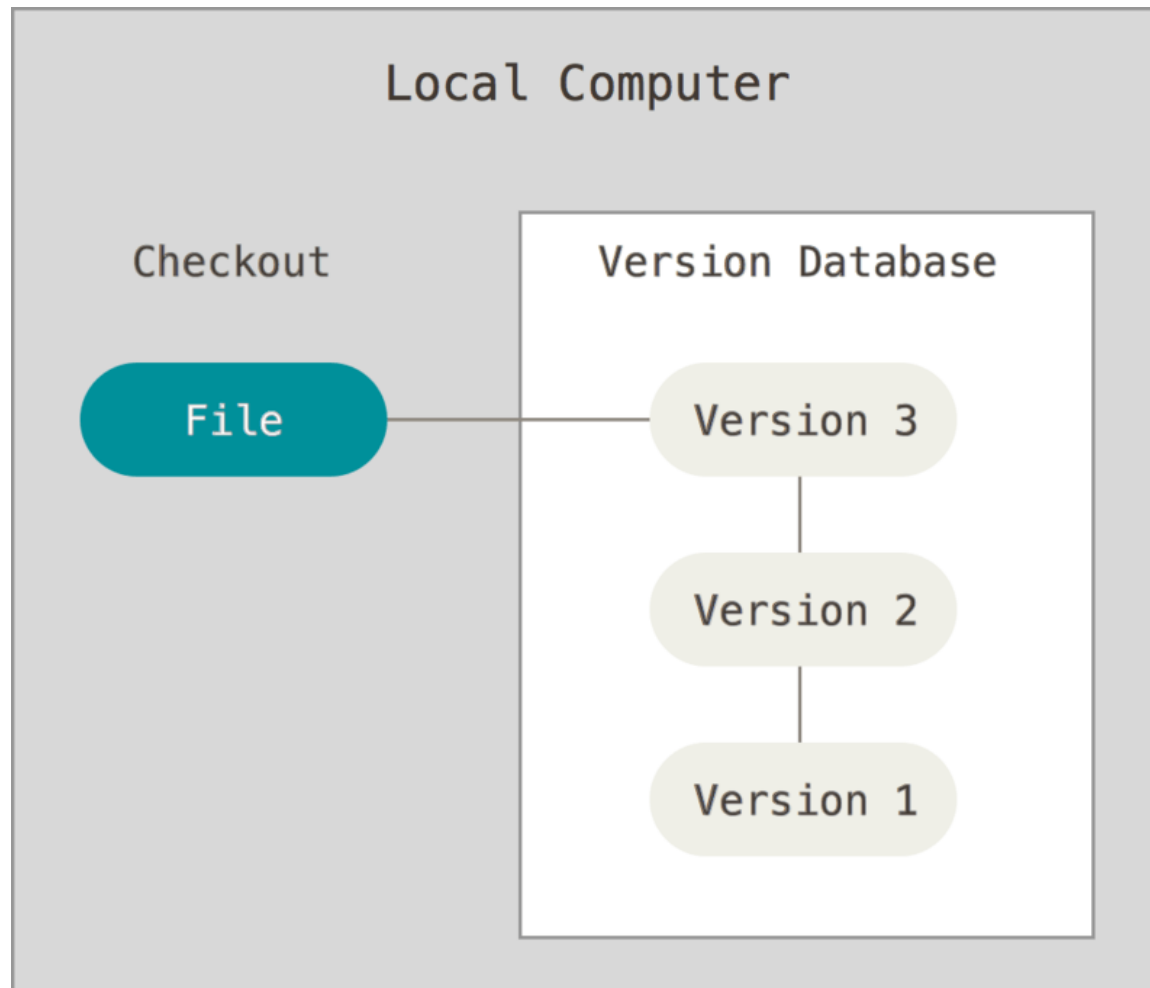 Local Computer
Checkout
Version Database
File
Version 3
Version 2
Version 1